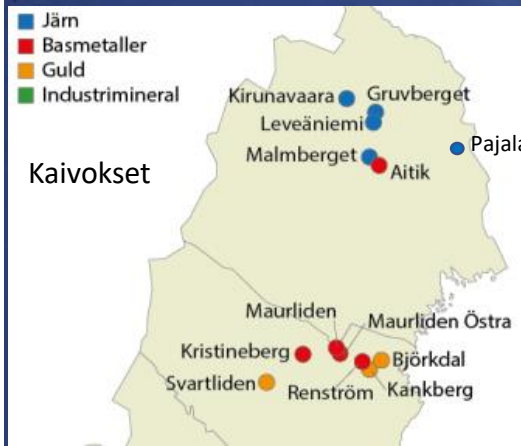 Järn
Basmetaller
Guld
Industrimineral
Kaivokset
Kirunavaara
Gruvberget
Leveäniemi
Malmberget
Pajala
Aitik
Maurliden
Maurliden Östra
Kristineberg
Björkdal
Svartliden
Renström
Kankberg